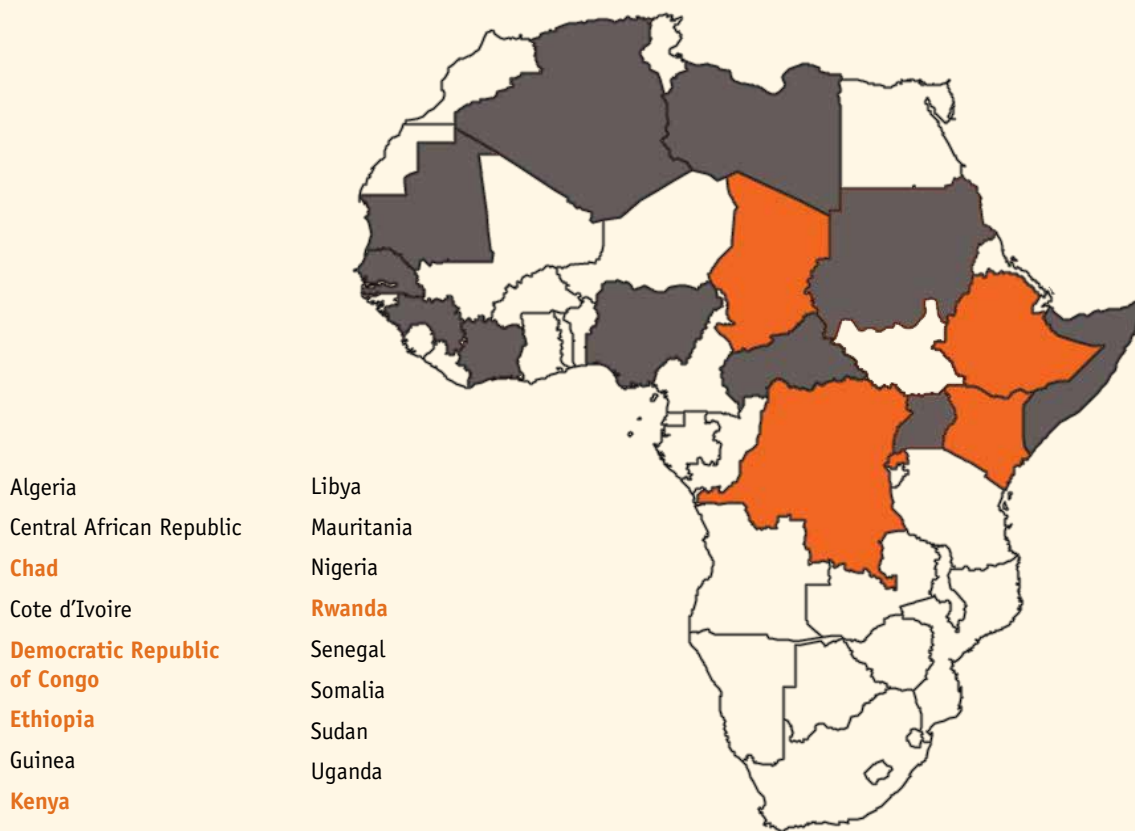 Algeria
Central African Republic
Chad
Cote d’Ivoire
Democratic Republic
of Congo
Ethiopia
Guinea
Kenya
Libya
Mauritania
Nigeria
Rwanda
Senegal
Somalia
Sudan
Uganda